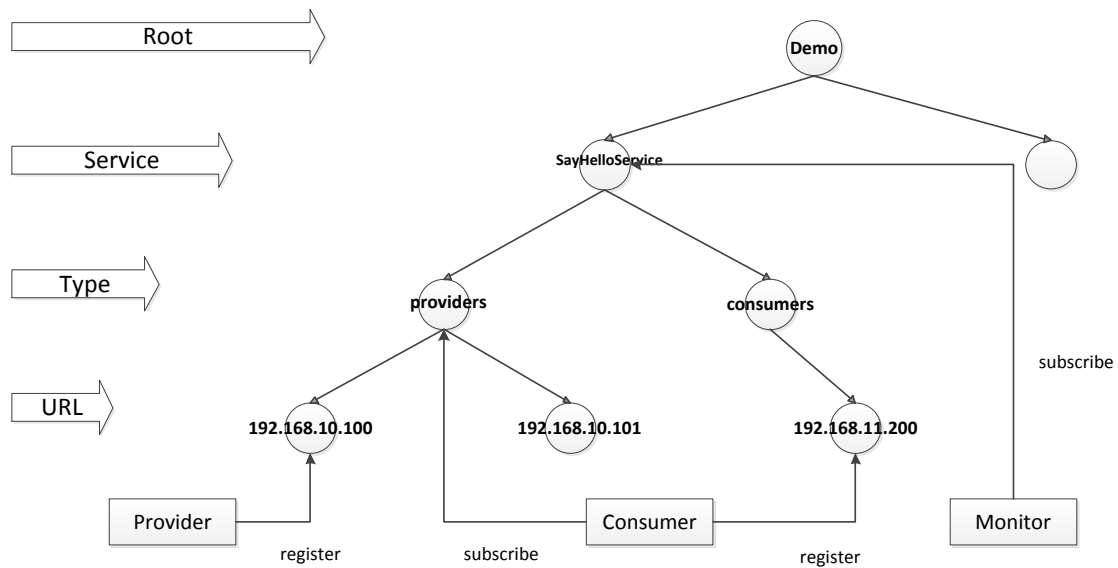 Root
Demo
Service
SayHelloService
Type
providers
consumers
subscribe
URL
192.168.10.100
192.168.10.101
192.168.11.200
Provider
Consumer
Monitor
register
subscribe
register